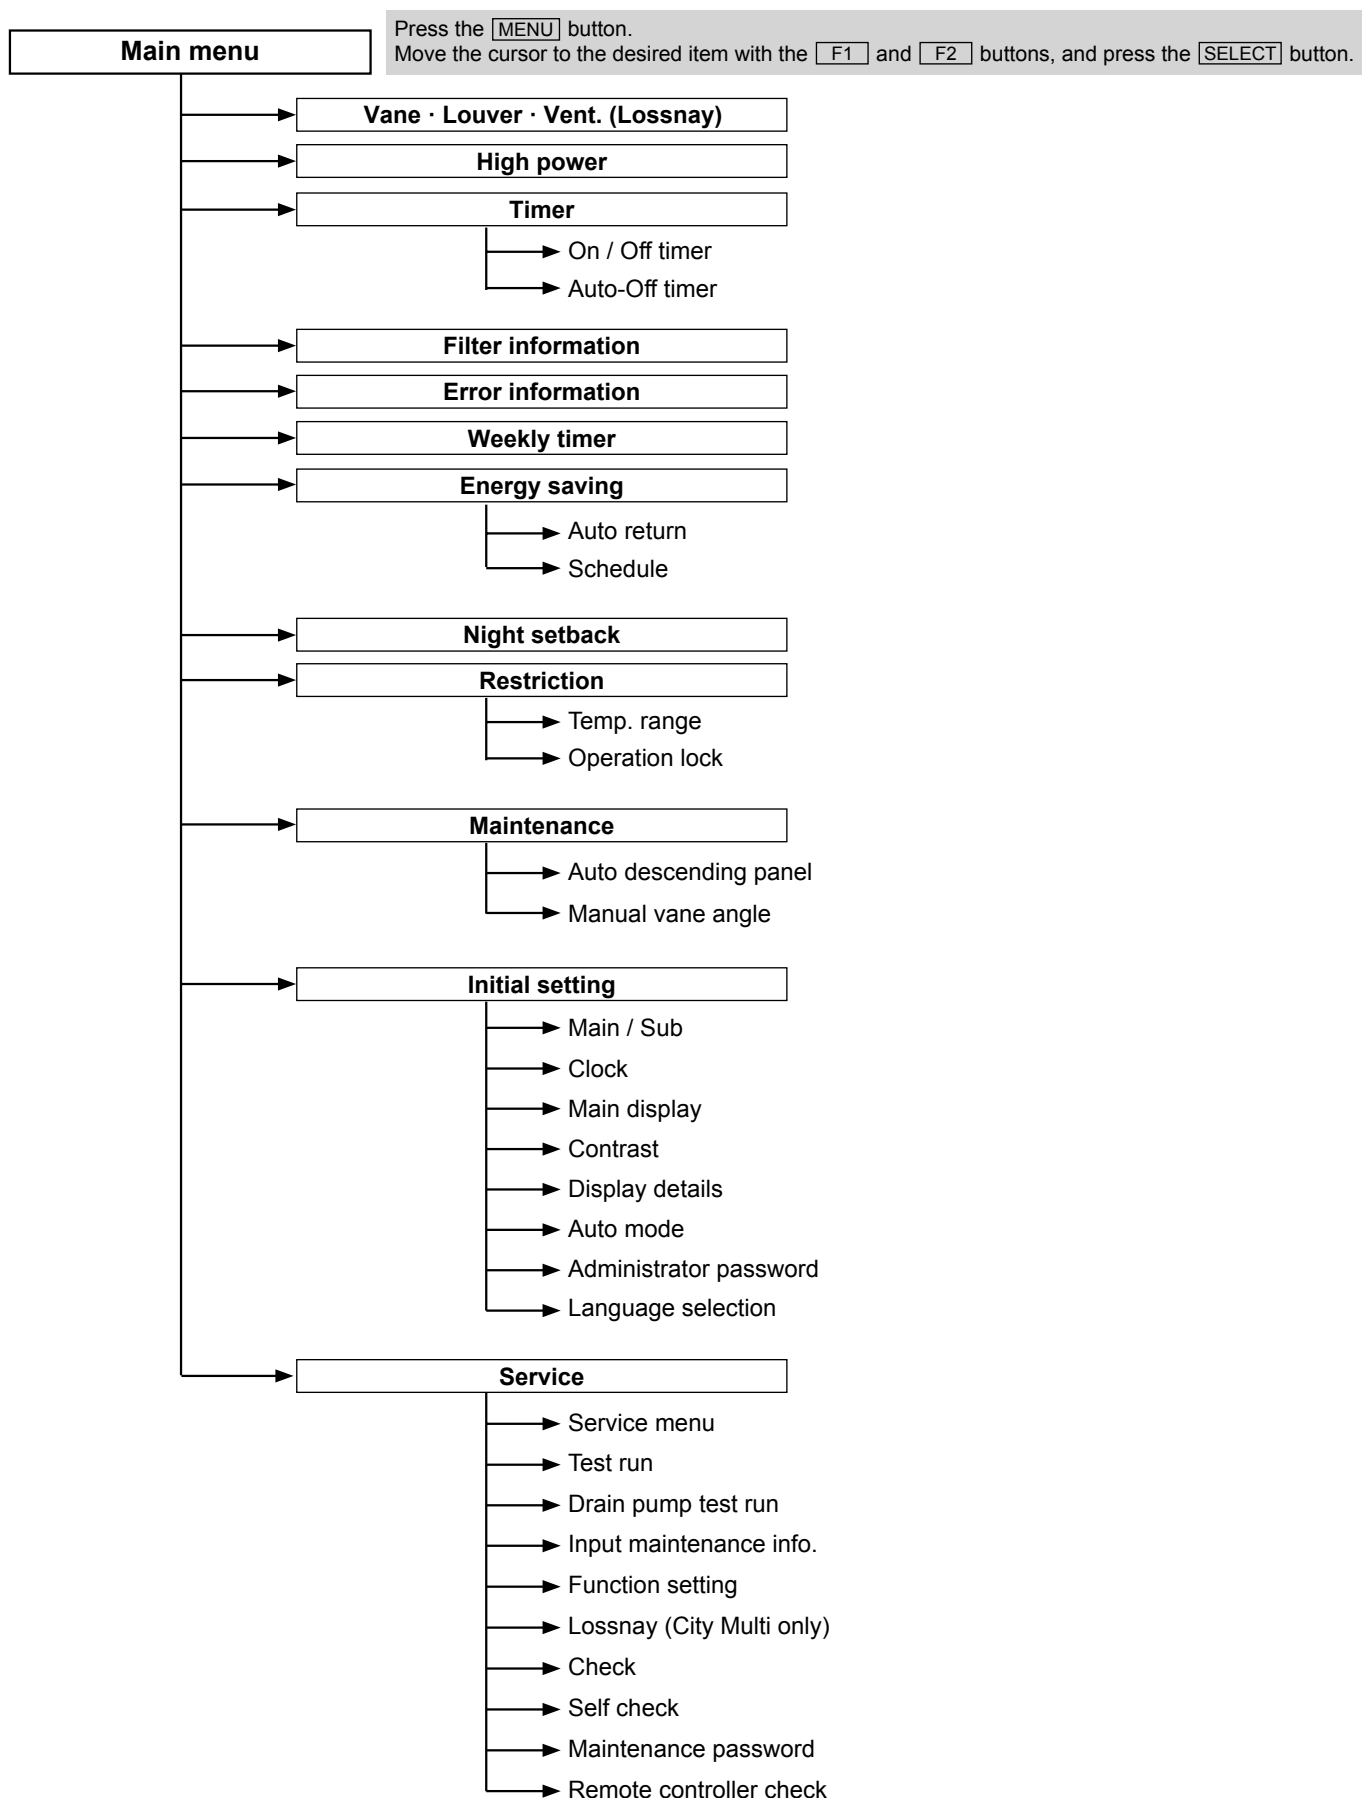 Main menu
Press the MENU button.
Move the cursor to the desired item with the F1 and F2 buttons, and press the SELECT button.
Vane · Louver · Vent. (Lossnay)
High power
Timer
On / Off timer
Auto-Off timer
Filter information
Error information
Weekly timer
Energy saving
Auto return
Schedule
Night setback
Restriction
Temp. range
Operation lock
Maintenance
Auto descending panel
Manual vane angle
Initial setting
Main / Sub
Clock
Main display
Contrast
Display details
Auto mode
Administrator password
Language selection
Service
Service menu
Test run
Drain pump test run
Input maintenance info.
Function setting
Lossnay (City Multi only)
Check
Self check
Maintenance password
Remote controller check